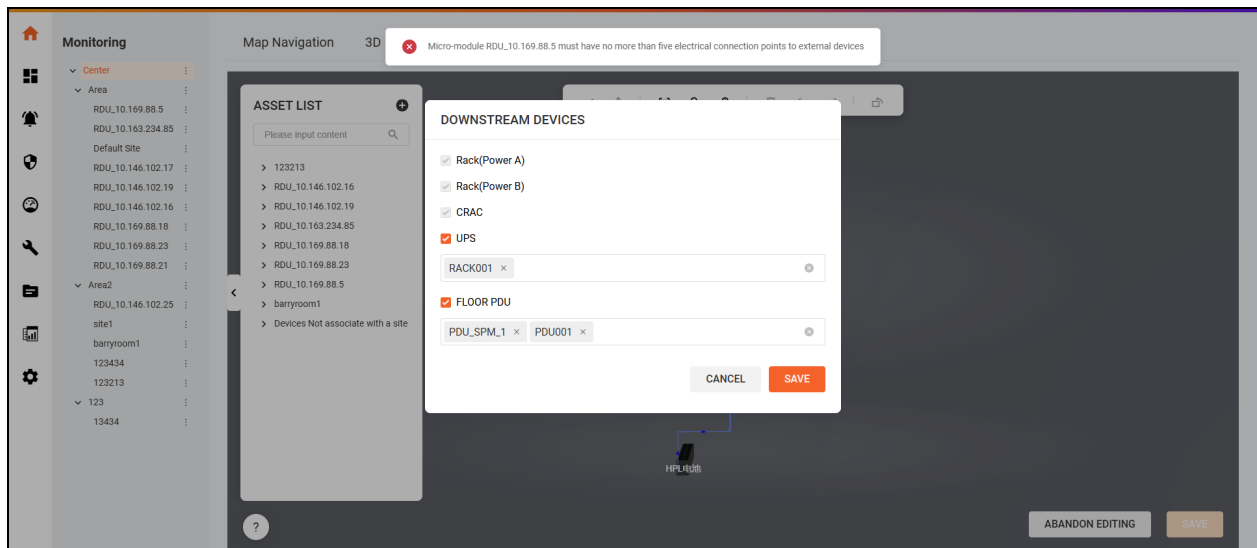 Micro-module RDU_10.169.88.5 must have no more than five electrical connection points to external devices
Monitoring
Map Navigation
3D
Center
Area
RDU_10.169.88.5
RDU_10.163.234.85
Default Site
RDU_10.146.102.17
RDU_10.146.102.19
RDU_10.146.102.16
RDU_10.169.88.18
RDU_10.169.88.23
RDU_10.169.88.21
Area2
RDU_10.146.102.25
site1
barryroom1
123434
123213
123
13434
ASSET LIST
Please input content
123213
RDU_10.146.102.16
RDU_10.146.102.19
RDU_10.163.234.85
RDU_10.169.88.18
RDU_10.169.88.23
RDU_10.169.88.5
barryroom1
Devices Not associate with a site
DOWNSTREAM DEVICES
Rack(Power A)
Rack(Power B)
CRAC
UPS
RACK001 ×
FLOOR PDU
PDU_SPM_1 × PDU001 ×
CANCEL SAVE
HPL电池
?
ABANDON EDITING SAVE